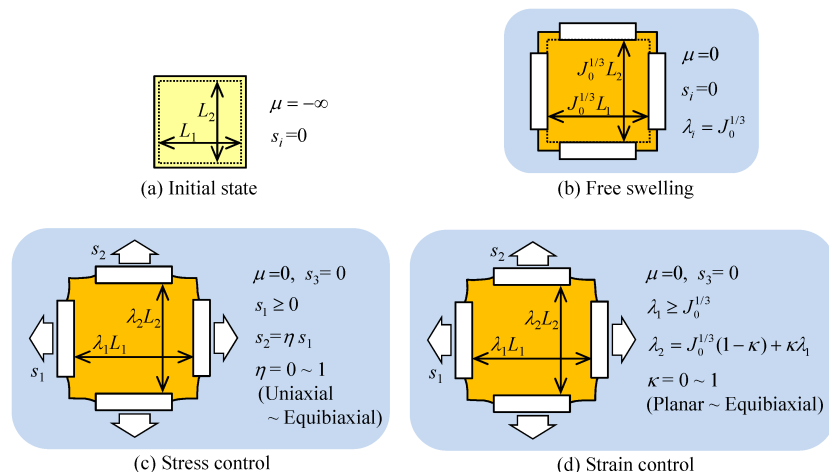 L₂
L₁
μ = −∞
sᵢ=0
(a) Initial state
J₀^{1/3}L₂
J₀^{1/3}L₁
μ=0
sᵢ=0
λᵢ = J₀^{1/3}
(b) Free swelling
s₂
λ₂L₂
λ₁L₁
s₁
μ=0, s₃= 0
s₁ ≥ 0
s₂=η s₁
η = 0 ~ 1
(Uniaxial
~ Equibiaxial)
(c) Stress control
s₂
λ₂L₂
λ₁L₁
s₁
μ=0, s₃= 0
λ₁ ≥ J₀^{1/3}
λ₂ = J₀^{1/3}(1−κ)+κλ₁
κ = 0 ~ 1
(Planar ~ Equibiaxial)
(d) Strain control